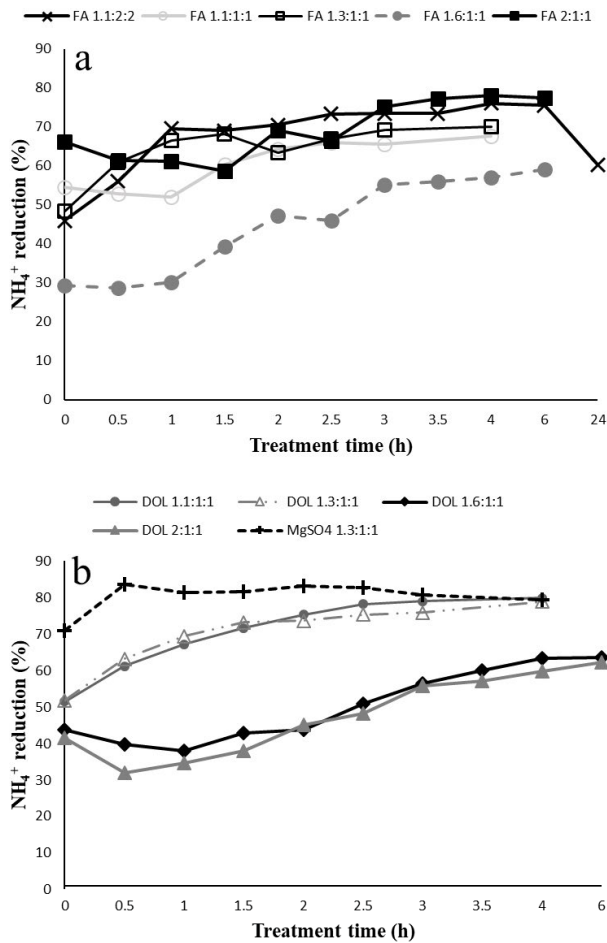 FA 1.1:2:2 FA 1.1:1:1 FA 1.3:1:1 FA 1.6:1:1 FA 2:1:1
a
90
80
70
60
50
40
30
20
10
0
NH₄⁺ reduction (%)
0 0.5 1 1.5 2 2.5 3 3.5 4 6 24
Treatment time (h)
DOL 1.1:1:1 DOL 1.3:1:1 DOL 1.6:1:1
DOL 2:1:1 MgSO4 1.3:1:1
b
90
80
70
60
50
40
30
20
10
0
NH₄⁺ reduction (%)
0 0.5 1 1.5 2 2.5 3 3.5 4 6
Treatment time (h)